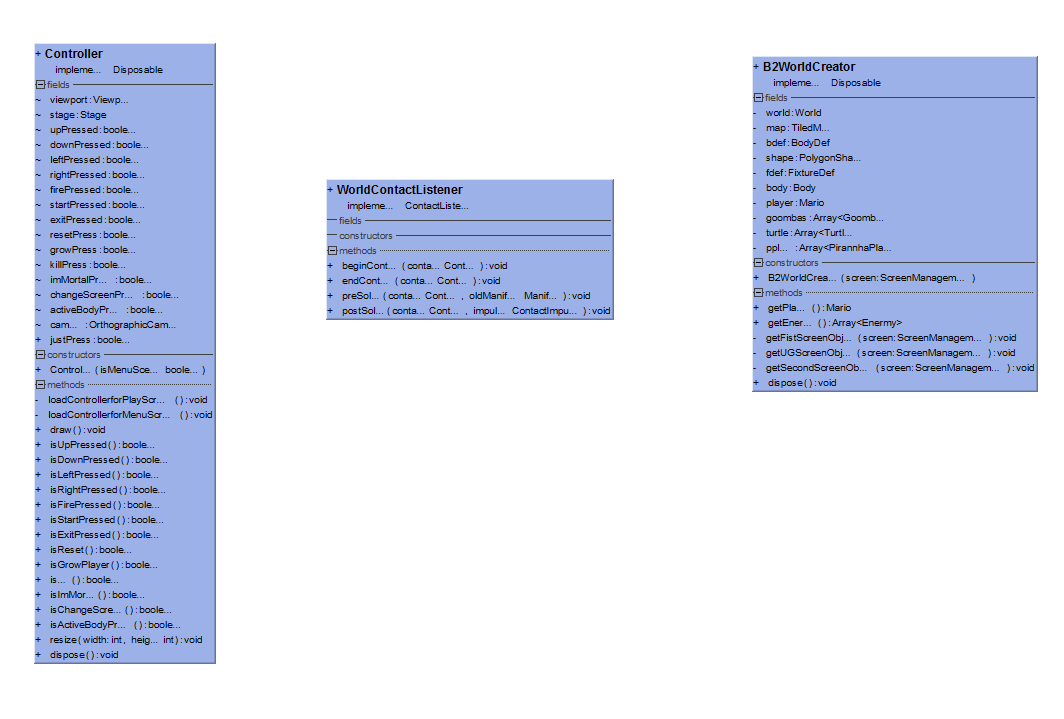 + Controller
impleme... Disposable
fields
~ viewport : Viewp...
~ stage : Stage
~ upPressed : boole...
~ downPressed : boole...
~ leftPressed : boole...
~ rightPressed : boole...
~ firePressed : boole...
~ startPressed : boole...
~ exitPressed : boole...
~ resetPress : boole...
~ growPress : boole...
~ killPress : boole...
~ imMortalPr... : boole...
~ changeScreenPr... : boole...
~ activeBodyPr... : boole...
~ cam... : OrthographicCam...
+ justPress : boole...
constructors
+ Control... ( isMenuSce... boole... )
methods
- loadControllerforPlayScr... ( ) : void
- loadControllerforMenuScr... ( ) : void
+ draw ( ) : void
+ isUpPressed ( ) : boole...
+ isDownPressed ( ) : boole...
+ isLeftPressed ( ) : boole...
+ isRightPressed ( ) : boole...
+ isFirePressed ( ) : boole...
+ isStartPressed ( ) : boole...
+ isExitPressed ( ) : boole...
+ isReset ( ) : boole...
+ isGrowPlayer ( ) : boole...
+ is... ( ) : boole...
+ isImMor... ( ) : boole...
+ isChangeScre... ( ) : boole...
+ isActiveBodyPr... ( ) : boole...
+ resize ( width: int , heig... int ) : void
+ dispose ( ) : void
+ WorldContactListener
impleme... ContactListe...
fields
constructors
methods
+ beginCont... ( conta... Cont... ) : void
+ endCont... ( conta... Cont... ) : void
+ preSol... ( conta... Cont... , oldManif... Manif... ) : void
+ postSol... ( conta... Cont... , impul... ContactImpu... ) : void
+ B2WorldCreator
impleme... Disposable
fields
- world : World
- map : TiledM...
- bdef : BodyDef
- shape : PolygonSha...
- fdef : FixtureDef
- body : Body
- player : Mario
- goombas : Array<Goomb...
- turtle : Array<Turtl...
- ppl... : Array<PirannhaPla...
constructors
+ B2WorldCrea... ( screen: ScreenManagem... )
methods
+ getPla... ( ) : Mario
+ getEner... ( ) : Array<Enermy>
- getFistScreenObj... ( screen: ScreenManagem... ) : void
- getUGScreenObj... ( screen: ScreenManagem... ) : void
- getSecondScreenOb... ( screen: ScreenManagem... ) : void
+ dispose ( ) : void